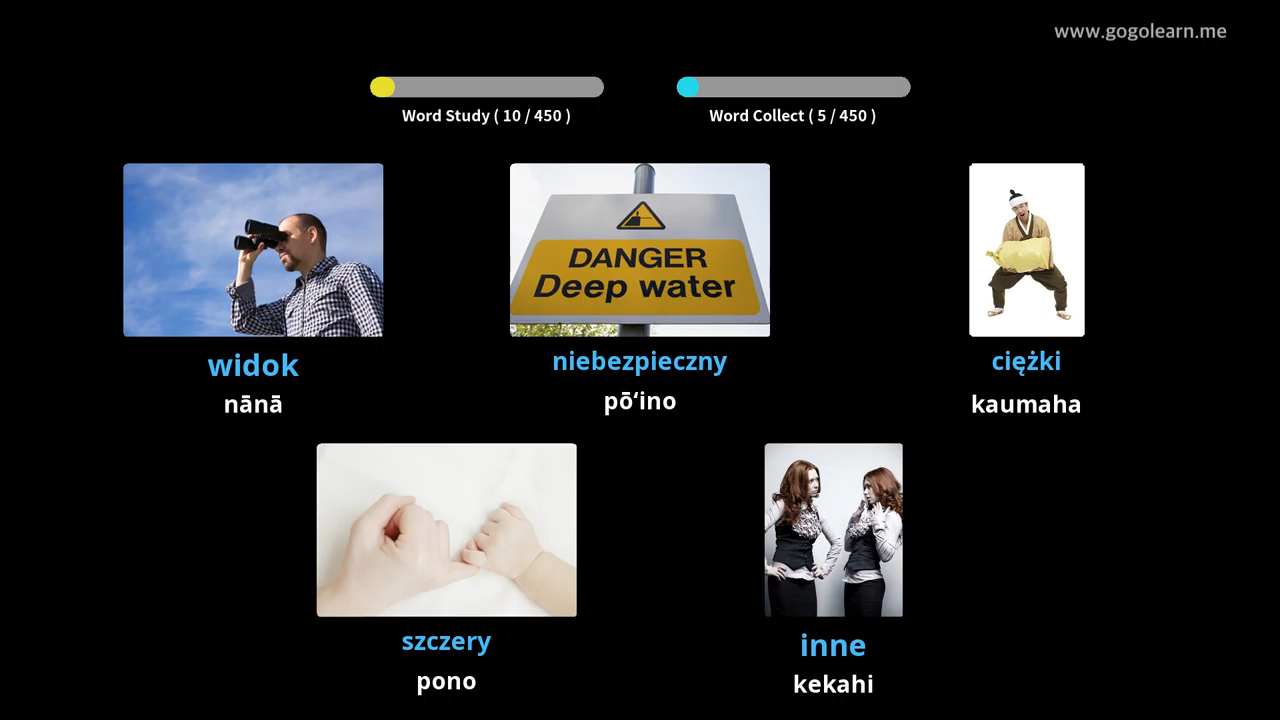 www.gogolearn.me
Word Study ( 10 / 450 )
Word Collect ( 5 / 450 )
DANGER
Deep water
widok
nānā
niebezpieczny
pōʻino
ciężki
kaumaha
szczery
pono
inne
kekahi